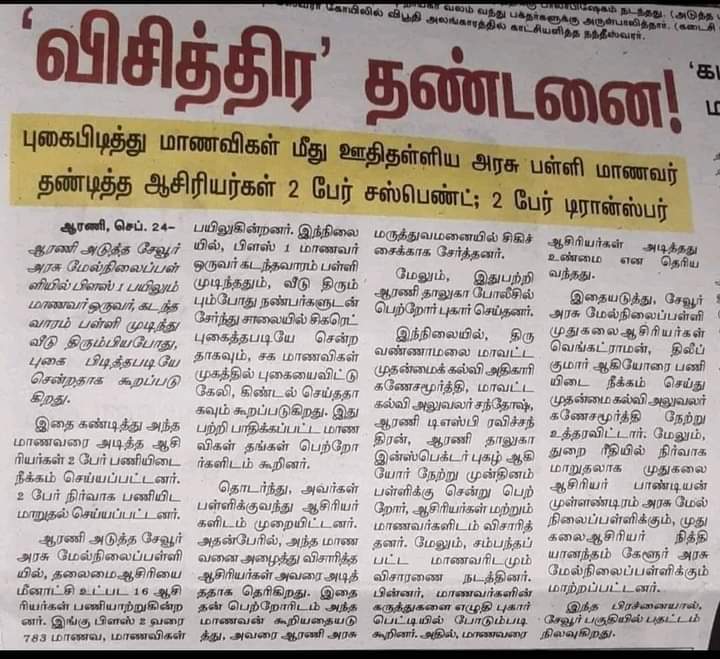 வலம் வந்து பக்தர்களுக்கு அருள்பாலித்தார். (கடைசி
கோயிலில் விபூதி அலங்காரத்தில் காட்சியளித்த நந்தீஸ்வரர்.
‘விசித்திர’ தண்டனை!
புகைபிடித்து மாணவிகள் மீது ஊதிதள்ளிய அரசு பள்ளி மாணவர்
தண்டித்த ஆசிரியர்கள் 2 பேர் சஸ்பெண்ட்; 2 பேர் டிரான்ஸ்பர்
ஆரணி, செப். 24-
ஆரணி அடுத்த சேவூர்
அரசு மேல்நிலைப்பள்
ளியில் பிளஸ் 1 பயிலும்
மாணவர் ஒருவர், கடந்த
வாரம் பள்ளி முடித்து
வீடு திரும்பியபோது,
புகை பிடித்தபடியே
சென்றதாக கூறப்படு
கிறது.
இதை கண்டித்து அந்த
மாணவரை அடித்த ஆசி
ரியர்கள் 2 பேர் பணியிடை
நீக்கம் செய்யப்பட்டனர்.
2 பேர் நிர்வாக பணியிட
மாறுதல் செய்யப்பட்டனர்.
ஆரணி அடுத்த சேவூர்
அரசு மேல்நிலைப்பள்ளி
யில், தலைமை ஆசிரியை
மீனாட்சி உட்பட 16 ஆசி
ரியர்கள் பணியாற்றுகின்ற
னர். இங்கு பிளஸ் 2 வரை
783 மாணவ, மாணவிகள்
பயிலுகின்றனர். இந்நிலை
யில், பிளஸ் 1 மாணவர்
ஒருவர் கடந்தவாரம் பள்ளி
முடிந்ததும், வீடு திரும்
பும்போது நண்பர்களுடன்
சேர்ந்து சாலையில் சிகரெட்
புகைத்தபடியே சென்ற
தாகவும், சக மாணவிகள்
முகத்தில் புகையைவிட்டு
கேலி, கிண்டல் செய்ததா
கவும் கூறப்படுகிறது. இது
பற்றி பாதிக்கப்பட்ட மாண
விகள் தங்கள் பெற்றோ
ர்களிடம் கூறினர்.
தொடர்ந்து, அவர்கள்
பள்ளிக்குவந்து ஆசிரியர்
களிடம் முறையிட்டனர்.
அதன்பேரில், அந்த மாண
வனை அழைத்து விசாரித்த
ஆசிரியர்கள் அவரை அடித்
ததாக தெரிகிறது. இதை
தன் பெற்றோரிடம் அந்த
மாணவன் கூறியதையடு
த்து, அவரை ஆரணி அரசு
மருத்துவமனையில் சிகிச்
சைக்காக சேர்த்தனர்.
மேலும், இதுபற்றி
ஆரணி தாலுகா போலீசில்
பெற்றோர் புகார் செய்தனர்.
இந்நிலையில், திரு
வண்ணாமலை மாவட்ட
முதன்மைக் கல்வி அதிகாரி
கணேசமூர்த்தி, மாவட்ட
கல்வி அலுவலர் சந்தோஷ்,
ஆரணி டிஎஸ்பி ரவிச்சந்
திரன், ஆரணி தாலுகா
இன்ஸ்பெக்டர் புகழ் ஆகி
யோர் நேற்று முன்தினம்
பள்ளிக்கு சென்று பெற்
றோர், ஆசிரியர்கள் மற்றும்
மாணவர்களிடம் விசாரித்
தனர். மேலும், சம்பந்தப்
பட்ட மாணவரிடமும்
விசாரணை நடத்தினர்.
பின்னர், மாணவர்களின்
கருத்துகளை எழுதி புகார்
பெட்டியில் போடும்படி
கூறினர். அதில், மாணவரை
ஆசிரியர்கள் அடித்தது
உண்மை என தெரிய
வந்தது.
இதையடுத்து, சேவூர்
அரசு மேல்நிலைப்பள்ளி
முதுகலைஆசிரியர்கள்
வெங்கட்ராமன், திலீப்
குமார் ஆகியோரை பணி
யிடை நீக்கம் செய்து
முதன்மைகல்வி அலுவலர்
கணேசமூர்த்தி நேற்று
உத்தரவிட்டார். மேலும்,
துறை ரீதியில் நிர்வாக
மாறுதலாக முதுகலை
ஆசிரியர் பாண்டியன்
முள்ளண்டிரம் அரசு மேல்
நிலைப்பள்ளிக்கும், முது
கலைஆசிரியர் நித்தி
யானந்தம் கேளூர் அரசு
மேல்நிலைப்பள்ளிக்கும்
மாற்றப்பட்டனர்.
இந்த பிரச்னையால்,
சேவூர் பகுதியில் பதட்டம்
நிலவுகிறது.